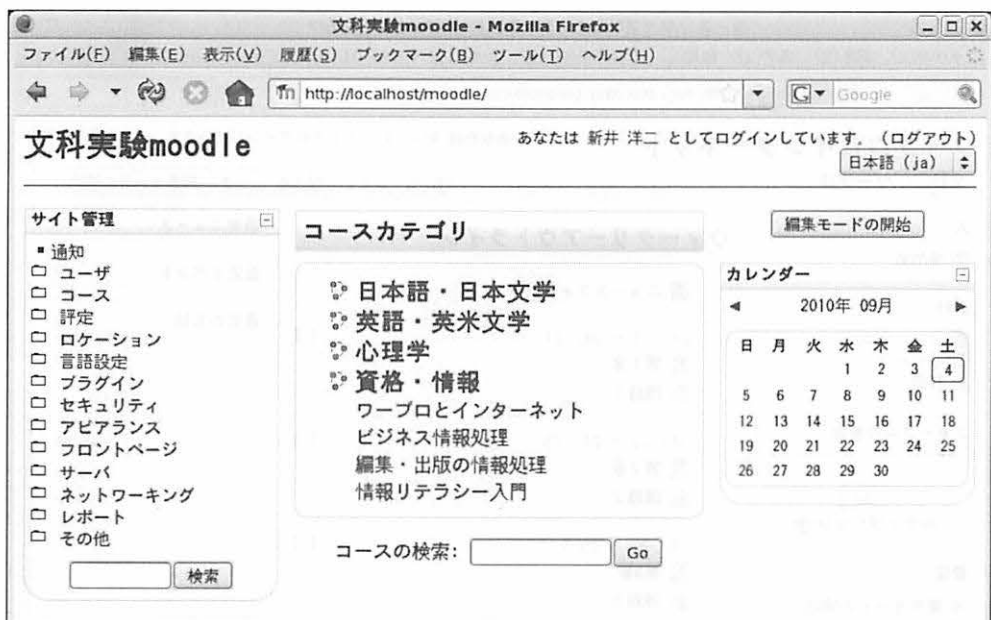 文科実験moodle - Mozilla Firefox
ファイル(F) 編集(E) 表示(V) 履歴(S) ブックマーク(B) ツール(T) ヘルプ(H)
http://localhost/moodle/
Google
文科実験moodle
あなたは 新井 洋二 としてログインしています。 (ログアウト)
日本語 (ja)
サイト管理
通知
ユーザ
コース
評定
ロケーション
言語設定
プラグイン
セキュリティ
アピアランス
フロントページ
サーバ
ネットワーキング
レポート
その他
検索
コースカテゴリ
日本語・日本文学
英語・英米文学
心理学
資格・情報
ワープロとインターネット
ビジネス情報処理
編集・出版の情報処理
情報リテラシー入門
コースの検索: Go
編集モードの開始
カレンダー
◄ 2010年 09月 ►
日 月 火 水 木 金 土
1 2 3 4
5 6 7 8 9 10 11
12 13 14 15 16 17 18
19 20 21 22 23 24 25
26 27 28 29 30